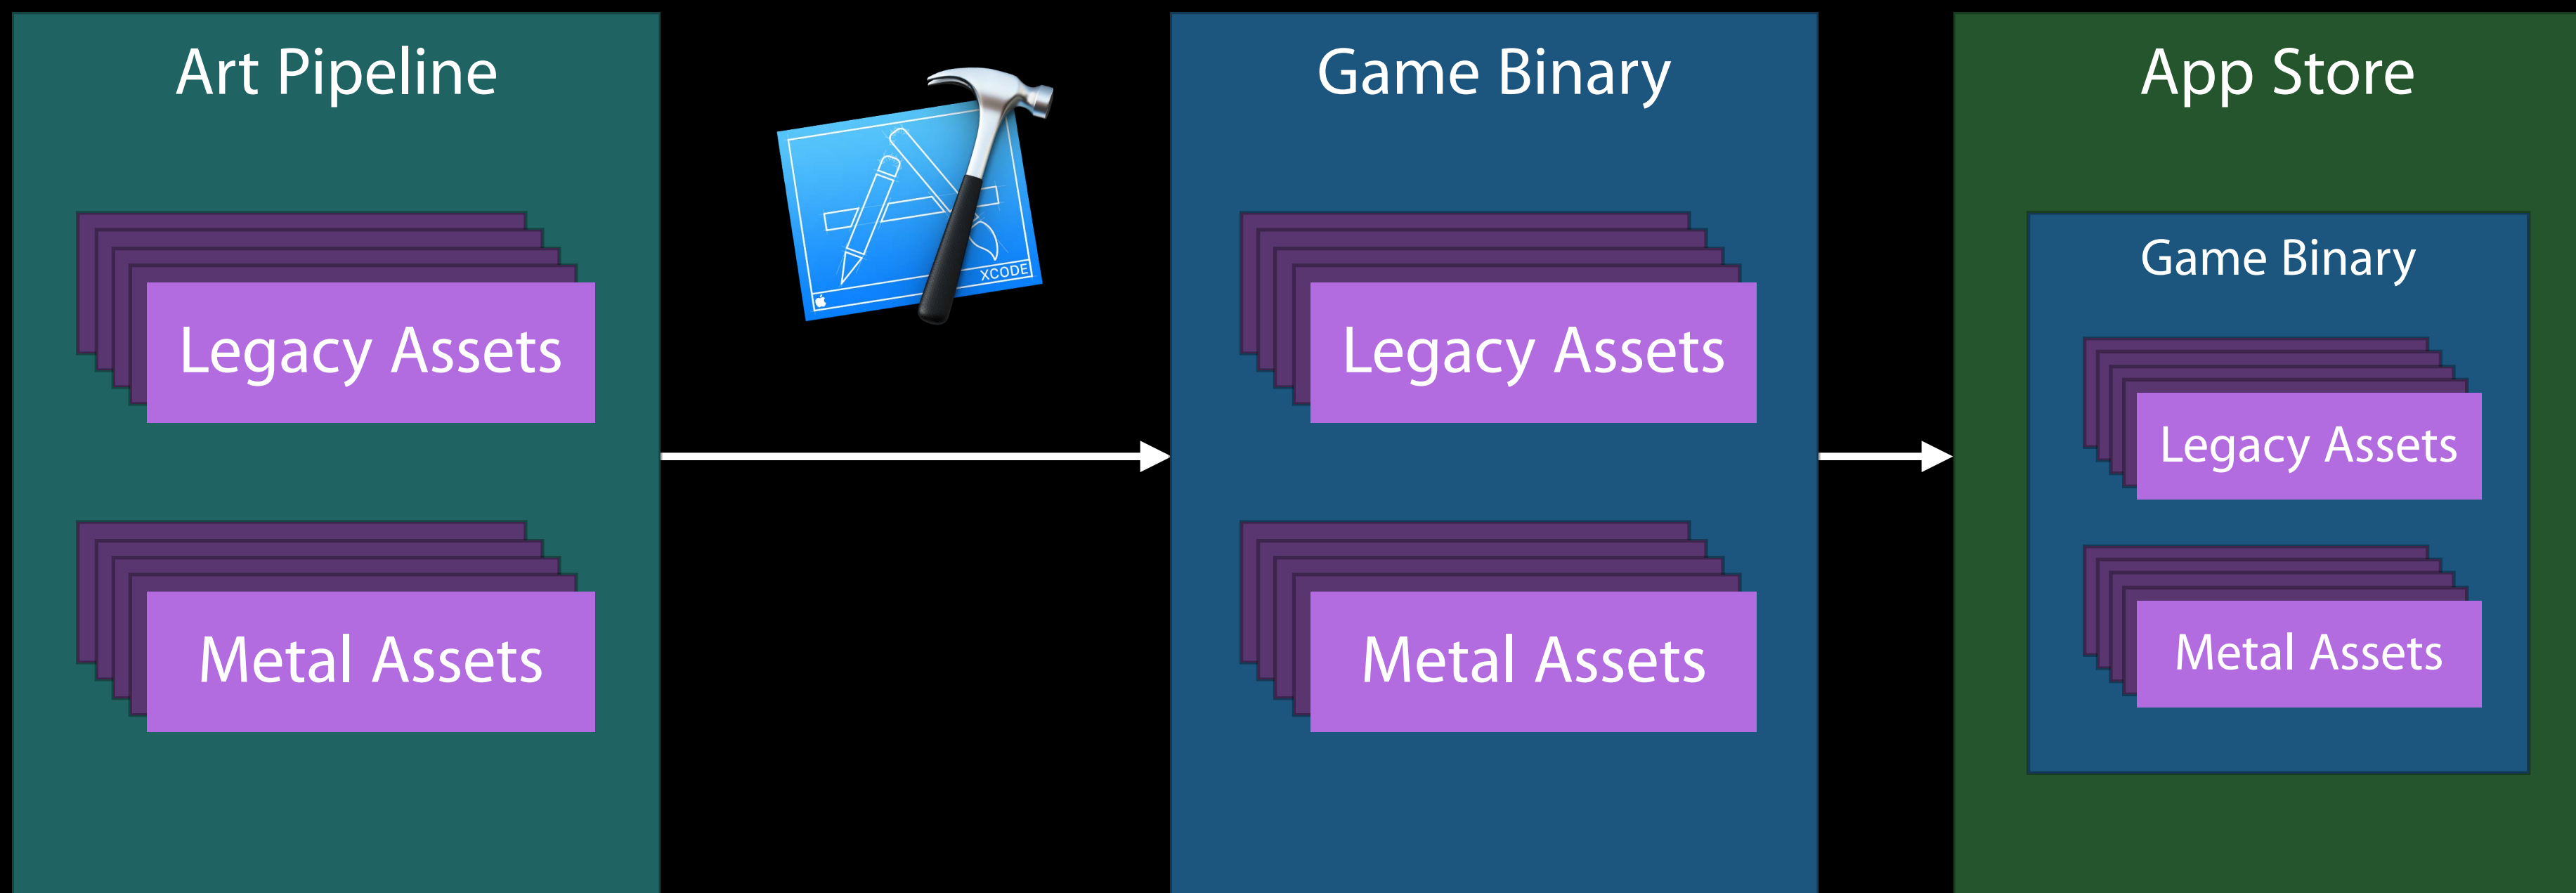 Art Pipeline
Legacy Assets
Metal Assets
XCODE
Game Binary
Legacy Assets
Metal Assets
App Store
Game Binary
Legacy Assets
Metal Assets